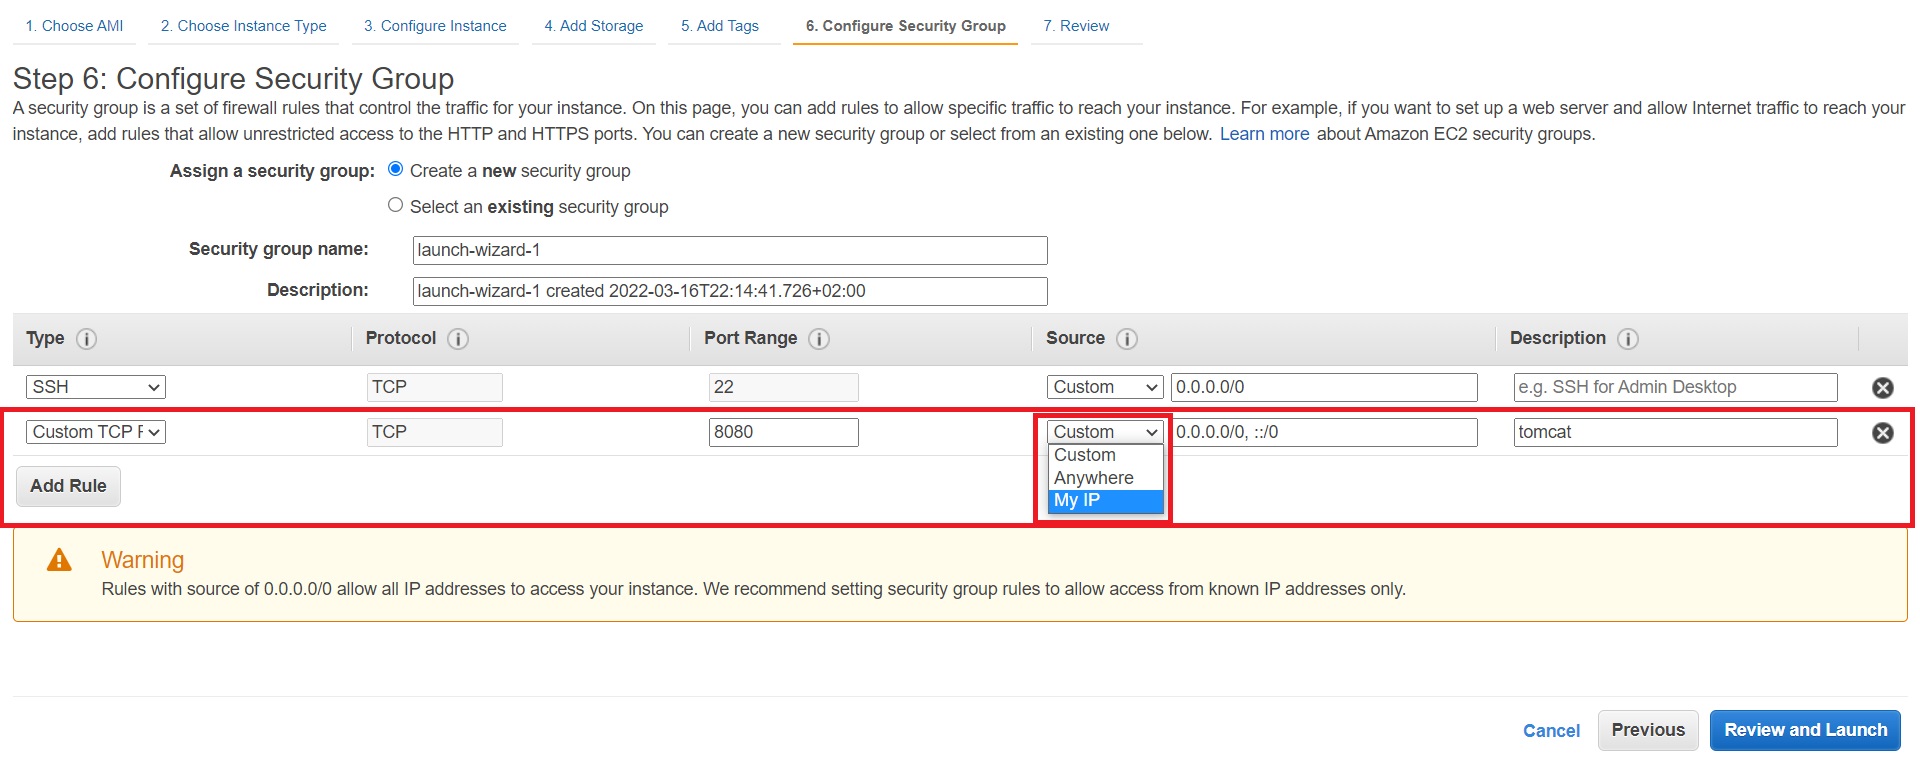 1. Choose AMI 2. Choose Instance Type 3. Configure Instance 4. Add Storage 5. Add Tags 6. Configure Security Group 7. Review
Step 6: Configure Security Group
A security group is a set of firewall rules that control the traffic for your instance. On this page, you can add rules to allow specific traffic to reach your instance. For example, if you want to set up a web server and allow Internet traffic to reach your
instance, add rules that allow unrestricted access to the HTTP and HTTPS ports. You can create a new security group or select from an existing one below. Learn more about Amazon EC2 security groups.
Assign a security group: Create a new security group
Select an existing security group
Security group name: launch-wizard-1
Description: launch-wizard-1 created 2022-03-16T22:14:41.726+02:00
Type i Protocol i Port Range i Source i Description i
SSH TCP 22 Custom 0.0.0.0/0 e.g. SSH for Admin Desktop
Custom TCP F TCP 8080 Custom 0.0.0.0/0, ::/0 tomcat
Custom
Anywhere
My IP
Add Rule
Warning
Rules with source of 0.0.0.0/0 allow all IP addresses to access your instance. We recommend setting security group rules to allow access from known IP addresses only.
Cancel Previous Review and Launch